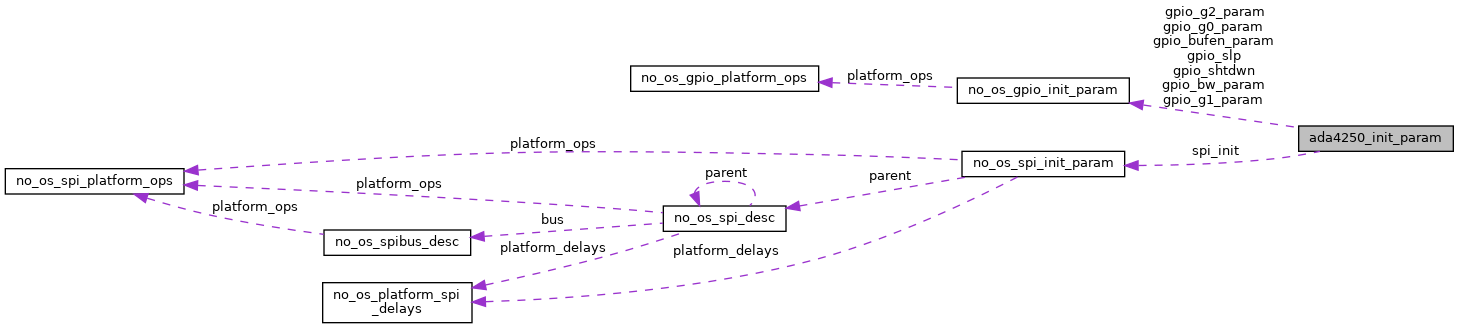 gpio_g2_param
gpio_g0_param
gpio_bufen_param
gpio_slp
gpio_shtdwn
gpio_bw_param
gpio_g1_param
no_os_gpio_platform_ops
platform_ops
no_os_gpio_init_param
ada4250_init_param
platform_ops
spi_init
no_os_spi_init_param
no_os_spi_platform_ops
platform_ops
parent
parent
platform_ops
no_os_spi_desc
bus
no_os_spibus_desc
platform_delays
platform_delays
no_os_platform_spi
_delays